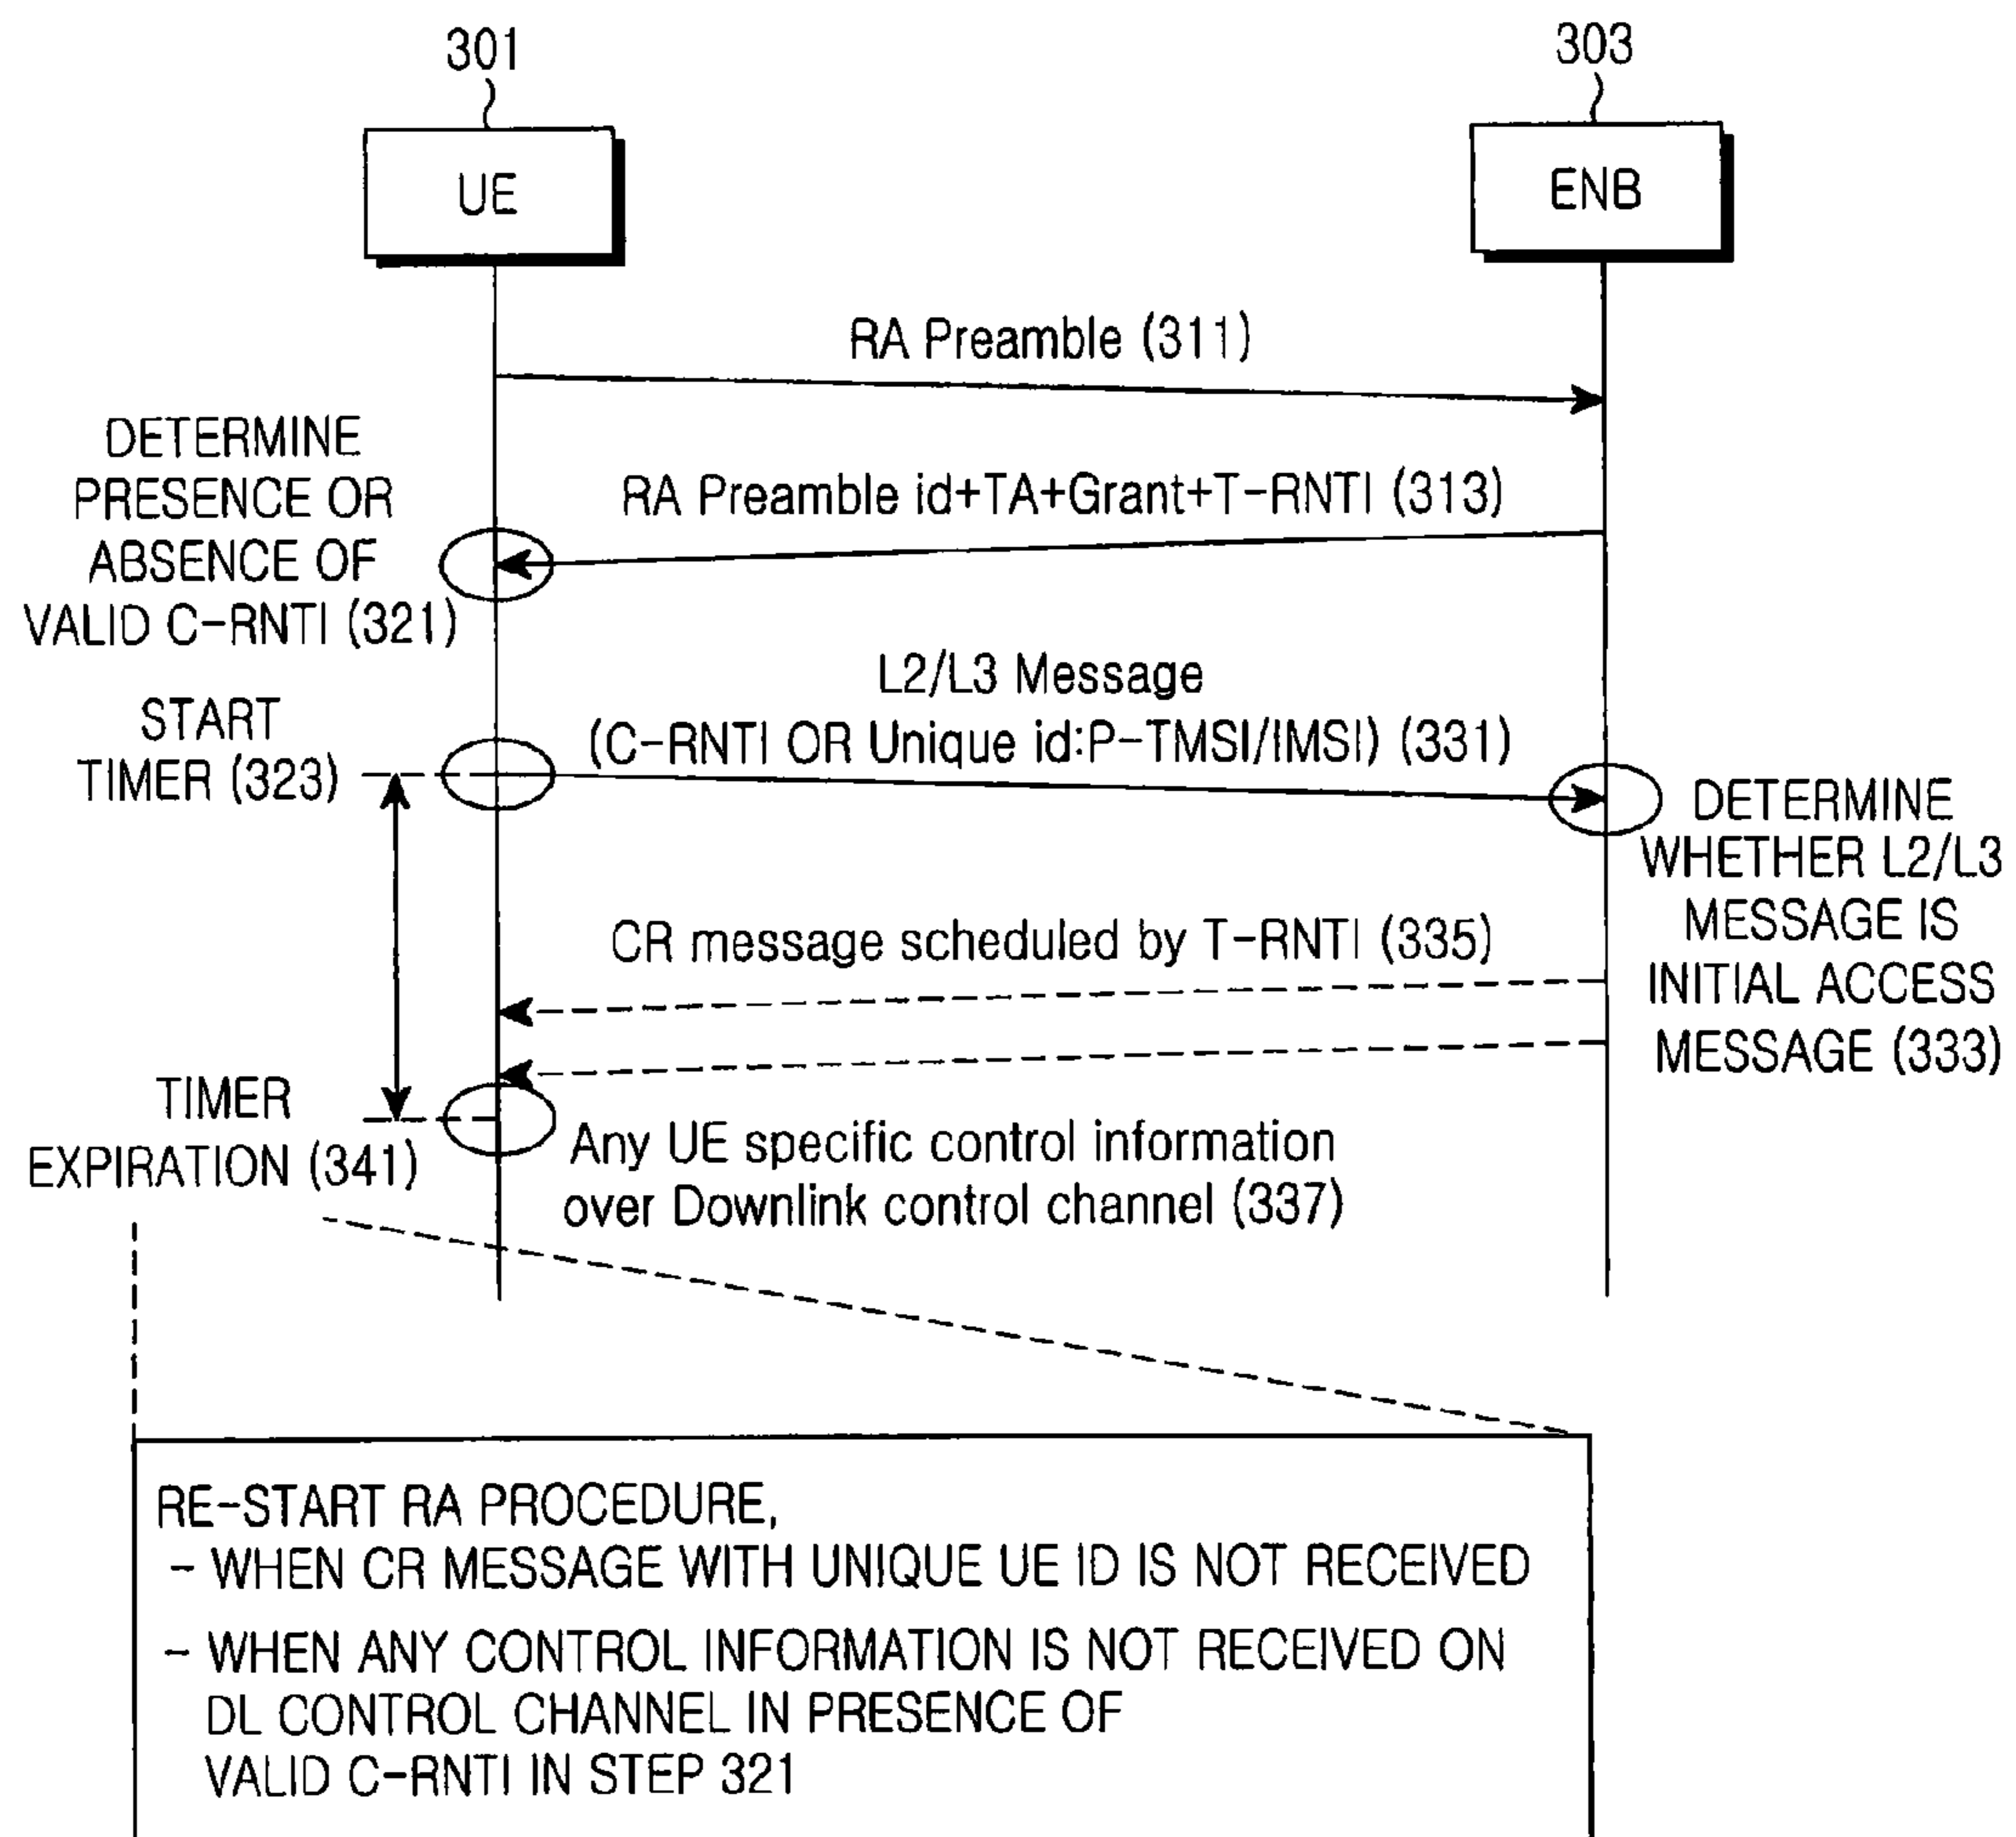 301
303
UE
ENB
RA Preamble (311)
DETERMINE
PRESENCE OR
ABSENCE OF
VALID C-RNTI (321)
RA Preamble id+TA+Grant+T-RNTI (313)
L2/L3 Message
(C-RNTI OR Unique id:P-TMSI/IMSI) (331)
START
TIMER (323)
DETERMINE
WHETHER L2/L3
MESSAGE IS
INITIAL ACCESS
MESSAGE (333)
CR message scheduled by T-RNTI (335)
TIMER
EXPIRATION (341)
Any UE specific control information
over Downlink control channel (337)
RE-START RA PROCEDURE,
- WHEN CR MESSAGE WITH UNIQUE UE ID IS NOT RECEIVED
- WHEN ANY CONTROL INFORMATION IS NOT RECEIVED ON
DL CONTROL CHANNEL IN PRESENCE OF
VALID C-RNTI IN STEP 321